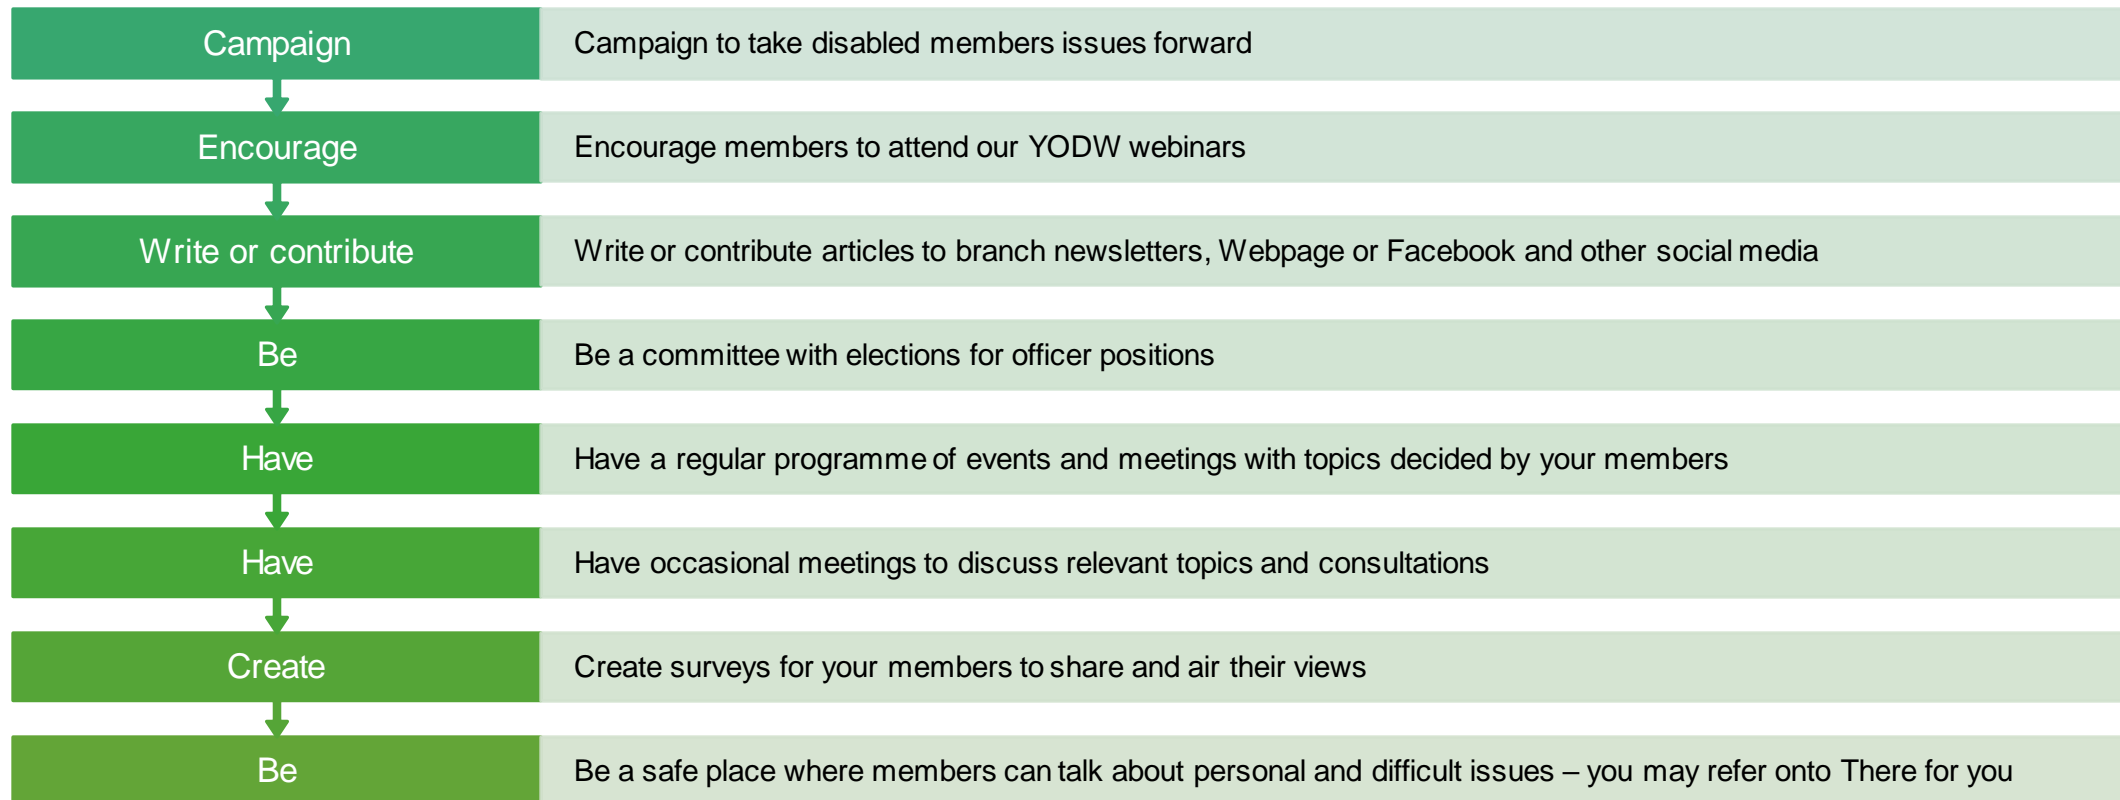 Campaign
Campaign to take disabled members issues forward
Encourage
Encourage members to attend our YODW webinars
Write or contribute
Write or contribute articles to branch newsletters, Webpage or Facebook and other social media
Be
Be a committee with elections for officer positions
Have
Have a regular programme of events and meetings with topics decided by your members
Have
Have occasional meetings to discuss relevant topics and consultations
Create
Create surveys for your members to share and air their views
Be
Be a safe place where members can talk about personal and difficult issues – you may refer onto There for you